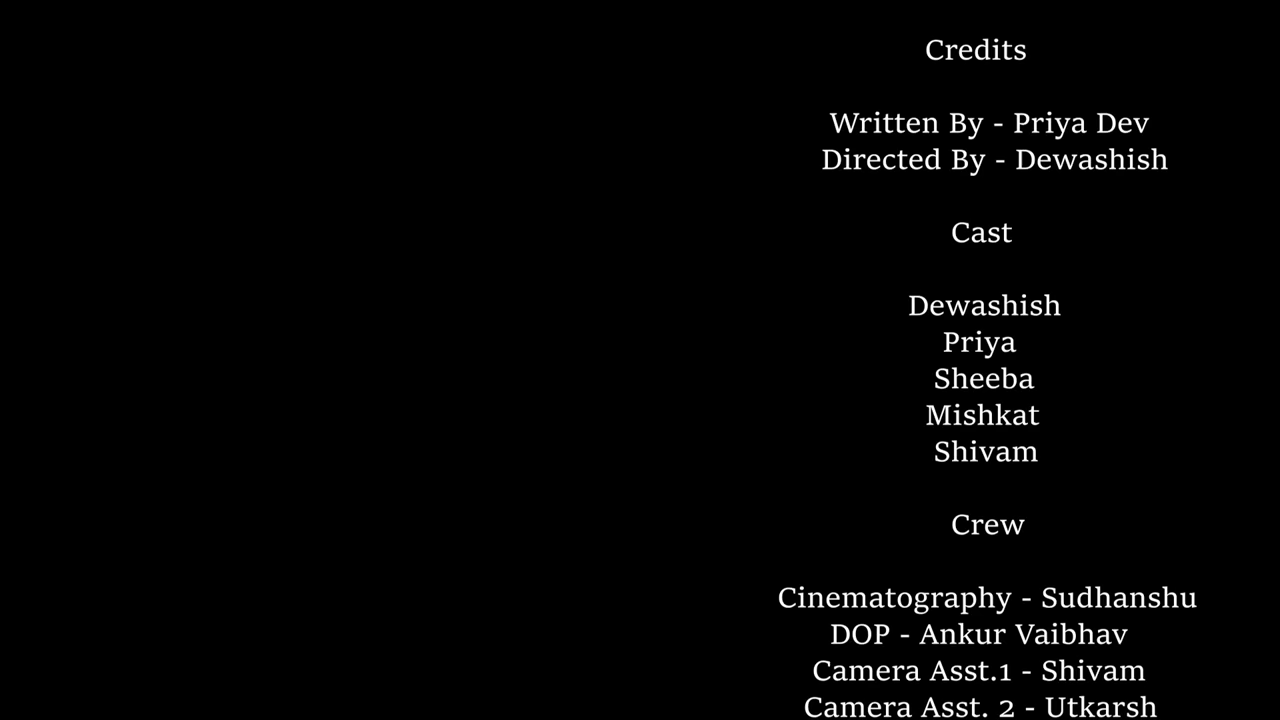 Credits
Written By - Priya Dev
Directed By - Dewashish
Cast
Dewashish
Priya
Sheeba
Mishkat
Shivam
Crew
Cinematography - Sudhanshu
DOP - Ankur Vaibhav
Camera Asst.1 - Shivam
Camera Asst. 2 - Utkarsh